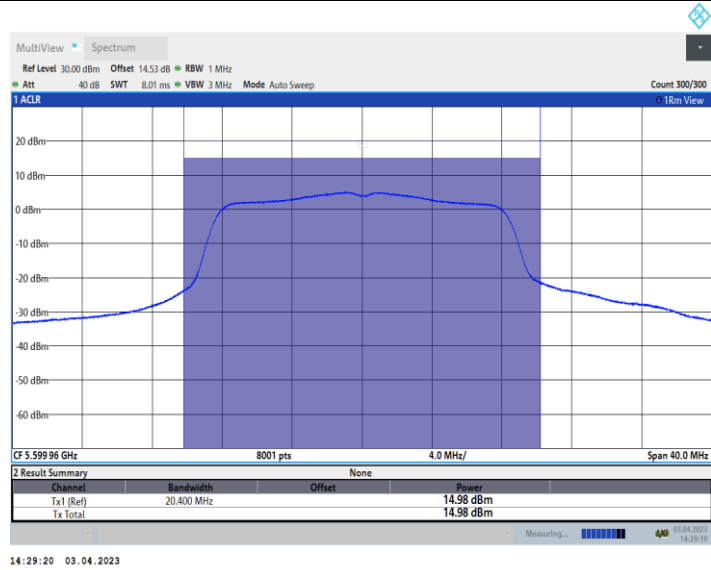 MultiView Spectrum
Ref Level 30.00 dBm Offset 14.53 dB RBW 1 MHz
Att 40 dB SWT 8.01 ms VBW 3 MHz Mode Auto Sweep Count 300/300
1 ACLR 1Rm View
20 dBm
10 dBm
0 dBm
-10 dBm
-20 dBm
-30 dBm
-40 dBm
-50 dBm
-60 dBm
CF 5.59996 GHz 8001 pts 4.0 MHz/ Span 40.0 MHz
2 Result Summary None
Channel Bandwidth Offset Power
Tx1 (Ref) 20.400 MHz 14.98 dBm
Tx Total 14.98 dBm
Measuring... 03.04.2023
14:29:19
14:29:20 03.04.2023